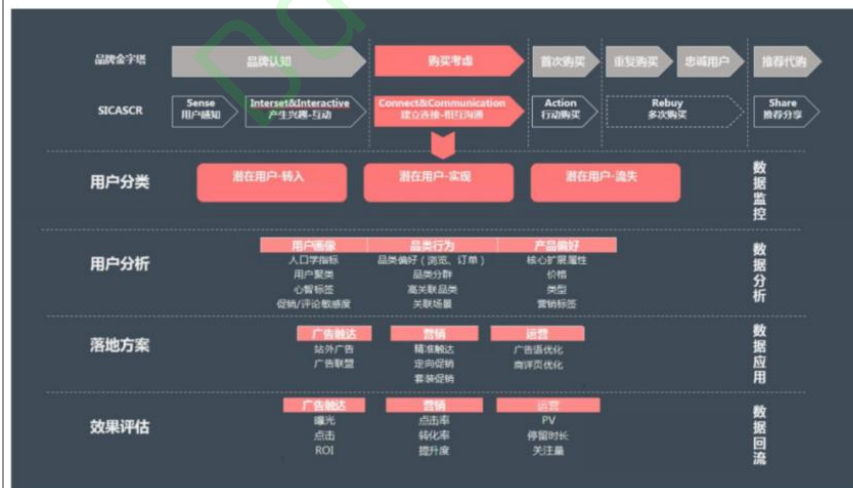 品牌金字塔
品牌认知
购买考虑
首次购买
重复购买
忠诚用户
推荐代购
SICASCR
Sense
用户感知
Interset&Interactive
产生兴趣-互动
Connect&Communication
建立连接-相互沟通
Action
行动购买
Rebuy
多次购买
Share
推荐分享
用户分类
潜在用户-转入
潜在用户-实现
潜在用户-流失
数据监控
用户分析
用户画像
人口学指标
用户聚类
心智标签
促销/评论敏感度
品类行为
品类偏好（浏览、订单）
品类分群
高关联品类
关联场景
产品偏好
核心扩展属性
价格
类型
营销标签
数据分析
落地方案
广告触达
站外广告
广告联盟
营销
精准触达
定向促销
套装促销
运营
广告语优化
商详页优化
数据应用
效果评估
广告触达
曝光
点击
ROI
营销
点击率
转化率
提升度
运营
PV
停留时长
关注量
数据回流